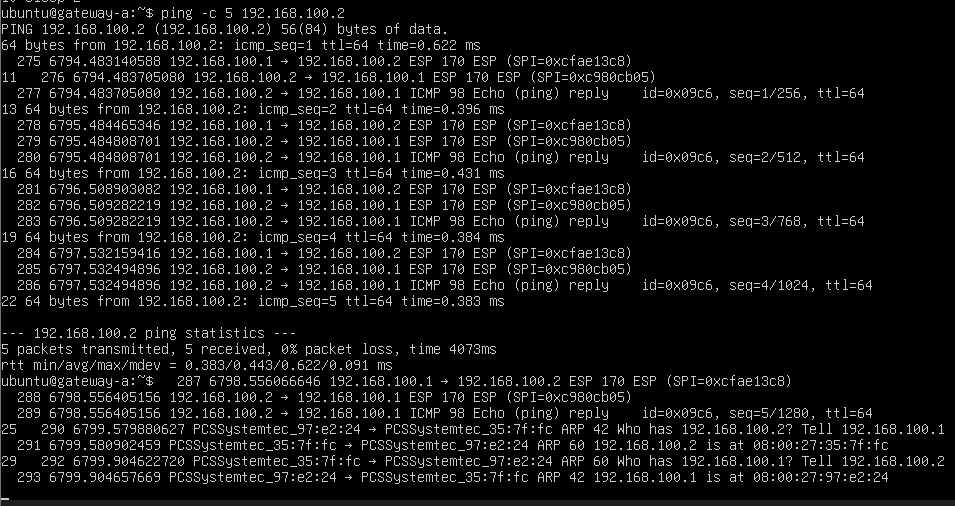 ubuntu@gateway-a:~$ ping -c 5 192.168.100.2
PING 192.168.100.2 (192.168.100.2) 56(84) bytes of data.
64 bytes from 192.168.100.2: icmp_seq=1 ttl=64 time=0.622 ms
  275 6794.483140588 192.168.100.1 → 192.168.100.2 ESP 170 ESP (SPI=0xcfae13c8)
11   276 6794.483705080 192.168.100.2 → 192.168.100.1 ESP 170 ESP (SPI=0xc980cb05)
  277 6794.483705080 192.168.100.2 → 192.168.100.1 ICMP 98 Echo (ping) reply    id=0x09c6, seq=1/256, ttl=64
13 64 bytes from 192.168.100.2: icmp_seq=2 ttl=64 time=0.396 ms
  278 6795.484465346 192.168.100.1 → 192.168.100.2 ESP 170 ESP (SPI=0xcfae13c8)
  279 6795.484808701 192.168.100.2 → 192.168.100.1 ESP 170 ESP (SPI=0xc980cb05)
  280 6795.484808701 192.168.100.2 → 192.168.100.1 ICMP 98 Echo (ping) reply    id=0x09c6, seq=2/512, ttl=64
16 64 bytes from 192.168.100.2: icmp_seq=3 ttl=64 time=0.431 ms
  281 6796.508903082 192.168.100.1 → 192.168.100.2 ESP 170 ESP (SPI=0xcfae13c8)
  282 6796.509282219 192.168.100.2 → 192.168.100.1 ESP 170 ESP (SPI=0xc980cb05)
  283 6796.509282219 192.168.100.2 → 192.168.100.1 ICMP 98 Echo (ping) reply    id=0x09c6, seq=3/768, ttl=64
19 64 bytes from 192.168.100.2: icmp_seq=4 ttl=64 time=0.384 ms
  284 6797.532159416 192.168.100.1 → 192.168.100.2 ESP 170 ESP (SPI=0xcfae13c8)
  285 6797.532494896 192.168.100.2 → 192.168.100.1 ESP 170 ESP (SPI=0xc980cb05)
  286 6797.532494896 192.168.100.2 → 192.168.100.1 ICMP 98 Echo (ping) reply    id=0x09c6, seq=4/1024, ttl=64
22 64 bytes from 192.168.100.2: icmp_seq=5 ttl=64 time=0.383 ms

--- 192.168.100.2 ping statistics ---
5 packets transmitted, 5 received, 0% packet loss, time 4073ms
rtt min/avg/max/mdev = 0.383/0.443/0.622/0.091 ms
ubuntu@gateway-a:~$   287 6798.556066646 192.168.100.1 → 192.168.100.2 ESP 170 ESP (SPI=0xcfae13c8)
  288 6798.556405156 192.168.100.2 → 192.168.100.1 ESP 170 ESP (SPI=0xc980cb05)
  289 6798.556405156 192.168.100.2 → 192.168.100.1 ICMP 98 Echo (ping) reply    id=0x09c6, seq=5/1280, ttl=64
25   290 6799.579880627 PCSSystemtec_97:e2:24 → PCSSystemtec_35:7f:fc ARP 42 Who has 192.168.100.2? Tell 192.168.100.1
  291 6799.580902459 PCSSystemtec_35:7f:fc → PCSSystemtec_97:e2:24 ARP 60 192.168.100.2 is at 08:00:27:35:7f:fc
29   292 6799.904622720 PCSSystemtec_35:7f:fc → PCSSystemtec_97:e2:24 ARP 60 Who has 192.168.100.1? Tell 192.168.100.2
  293 6799.904657669 PCSSystemtec_97:e2:24 → PCSSystemtec_35:7f:fc ARP 42 192.168.100.1 is at 08:00:27:97:e2:24